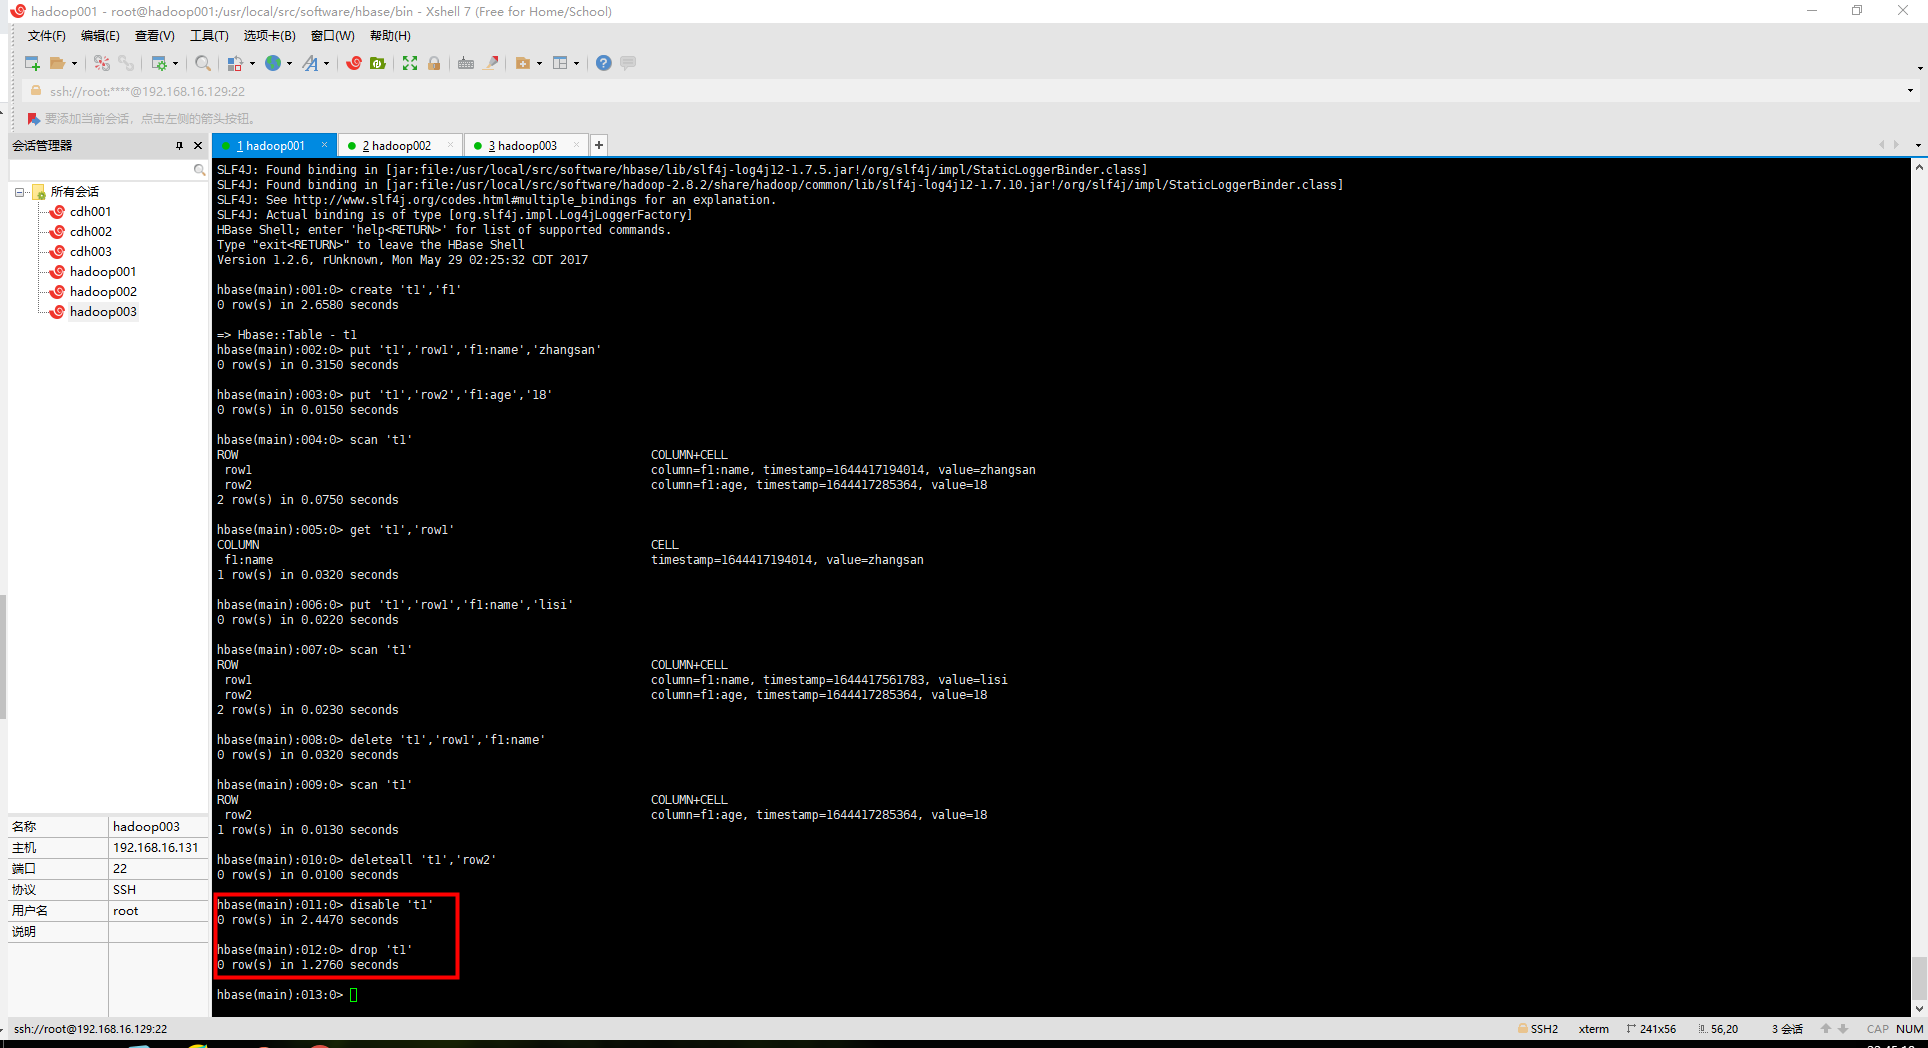 hadoop001 - root@hadoop001:/usr/local/src/software/hbase/bin - Xshell 7 (Free for Home/School)
文件(F) 编辑(E) 查看(V) 工具(T) 选项卡(B) 窗口(W) 帮助(H)
ssh://root:****@192.168.16.129:22
要添加当前会话，点击左侧的箭头按钮。
会话管理器
所有会话
cdh001
cdh002
cdh003
hadoop001
hadoop002
hadoop003
名称 hadoop003
主机 192.168.16.131
端口 22
协议 SSH
用户名 root
说明
1 hadoop001 2 hadoop002 3 hadoop003 +
SLF4J: Found binding in [jar:file:/usr/local/src/software/hbase/lib/slf4j-log4j12-1.7.5.jar!/org/slf4j/impl/StaticLoggerBinder.class]
SLF4J: Found binding in [jar:file:/usr/local/src/software/hadoop-2.8.2/share/hadoop/common/lib/slf4j-log4j12-1.7.10.jar!/org/slf4j/impl/StaticLoggerBinder.class]
SLF4J: See http://www.slf4j.org/codes.html#multiple_bindings for an explanation.
SLF4J: Actual binding is of type [org.slf4j.impl.Log4jLoggerFactory]
HBase Shell; enter 'help<RETURN>' for list of supported commands.
Type "exit<RETURN>" to leave the HBase Shell
Version 1.2.6, rUnknown, Mon May 29 02:25:32 CDT 2017
hbase(main):001:0> create 't1','f1'
0 row(s) in 2.6580 seconds
=> Hbase::Table - t1
hbase(main):002:0> put 't1','row1','f1:name','zhangsan'
0 row(s) in 0.3150 seconds
hbase(main):003:0> put 't1','row2','f1:age','18'
0 row(s) in 0.0150 seconds
hbase(main):004:0> scan 't1'
ROW COLUMN+CELL
row1 column=f1:name, timestamp=1644417194014, value=zhangsan
row2 column=f1:age, timestamp=1644417285364, value=18
2 row(s) in 0.0750 seconds
hbase(main):005:0> get 't1','row1'
COLUMN CELL
f1:name timestamp=1644417194014, value=zhangsan
1 row(s) in 0.0320 seconds
hbase(main):006:0> put 't1','row1','f1:name','lisi'
0 row(s) in 0.0220 seconds
hbase(main):007:0> scan 't1'
ROW COLUMN+CELL
row1 column=f1:name, timestamp=1644417561783, value=lisi
row2 column=f1:age, timestamp=1644417285364, value=18
2 row(s) in 0.0230 seconds
hbase(main):008:0> delete 't1','row1','f1:name'
0 row(s) in 0.0320 seconds
hbase(main):009:0> scan 't1'
ROW COLUMN+CELL
row2 column=f1:age, timestamp=1644417285364, value=18
1 row(s) in 0.0130 seconds
hbase(main):010:0> deleteall 't1','row2'
0 row(s) in 0.0100 seconds
hbase(main):011:0> disable 't1'
0 row(s) in 2.4470 seconds
hbase(main):012:0> drop 't1'
0 row(s) in 1.2760 seconds
hbase(main):013:0>
ssh://root@192.168.16.129:22 SSH2 xterm 241x56 56,20 3 会话 CAP NUM